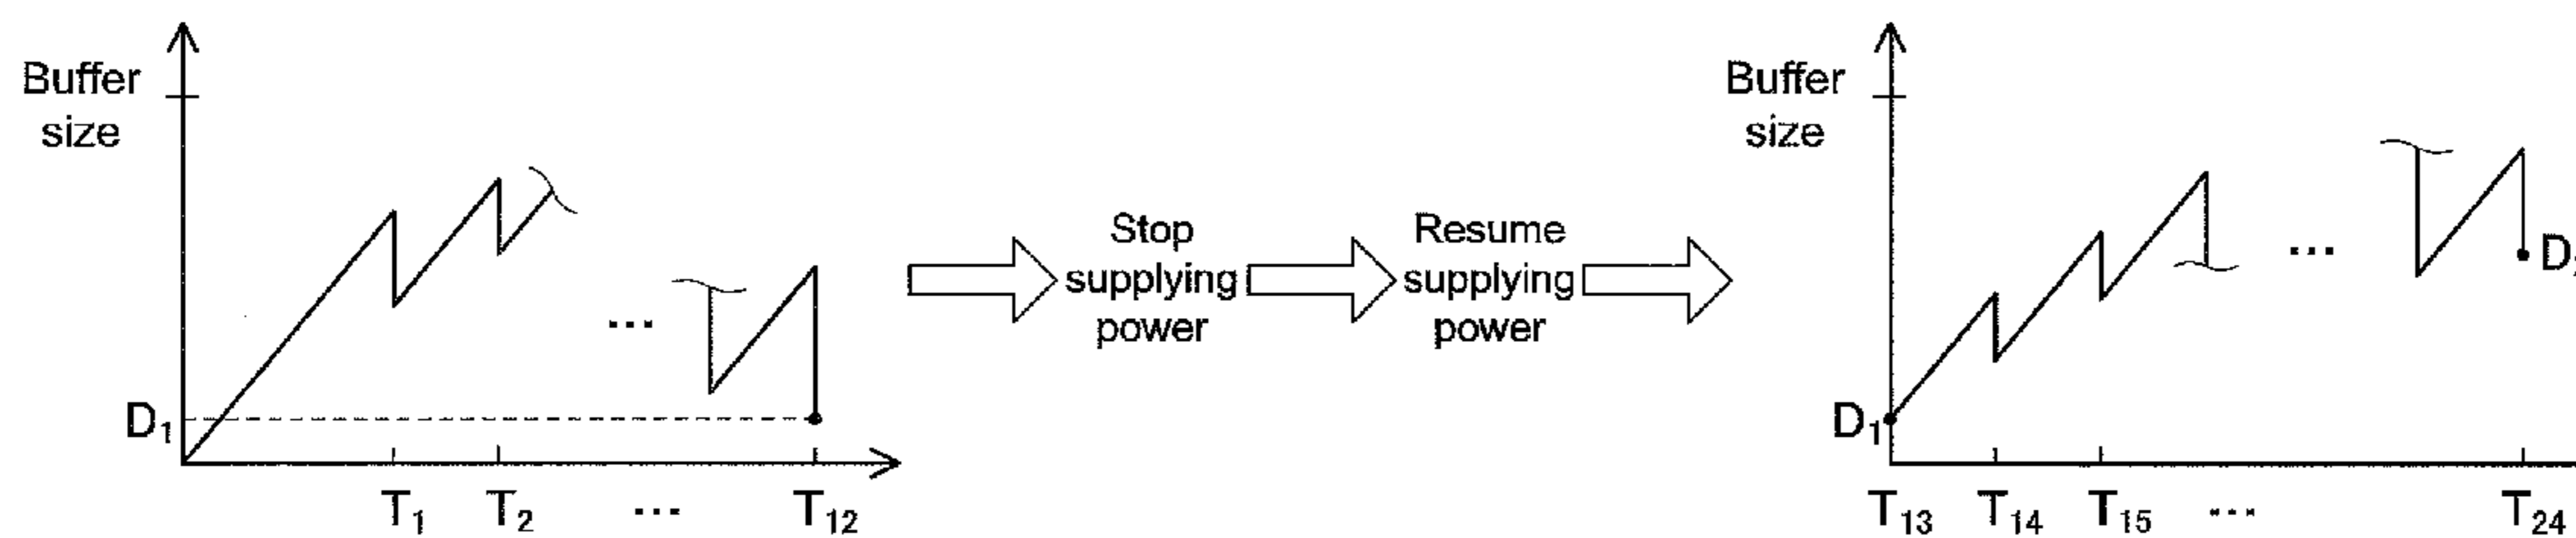 Buffer
size
D₁
T₁ T₂ ... T₁₂
Stop
supplying
power
Resume
supplying
power
Buffer
size
D₁
... D
T₁₃ T₁₄ T₁₅ ... T₂₄